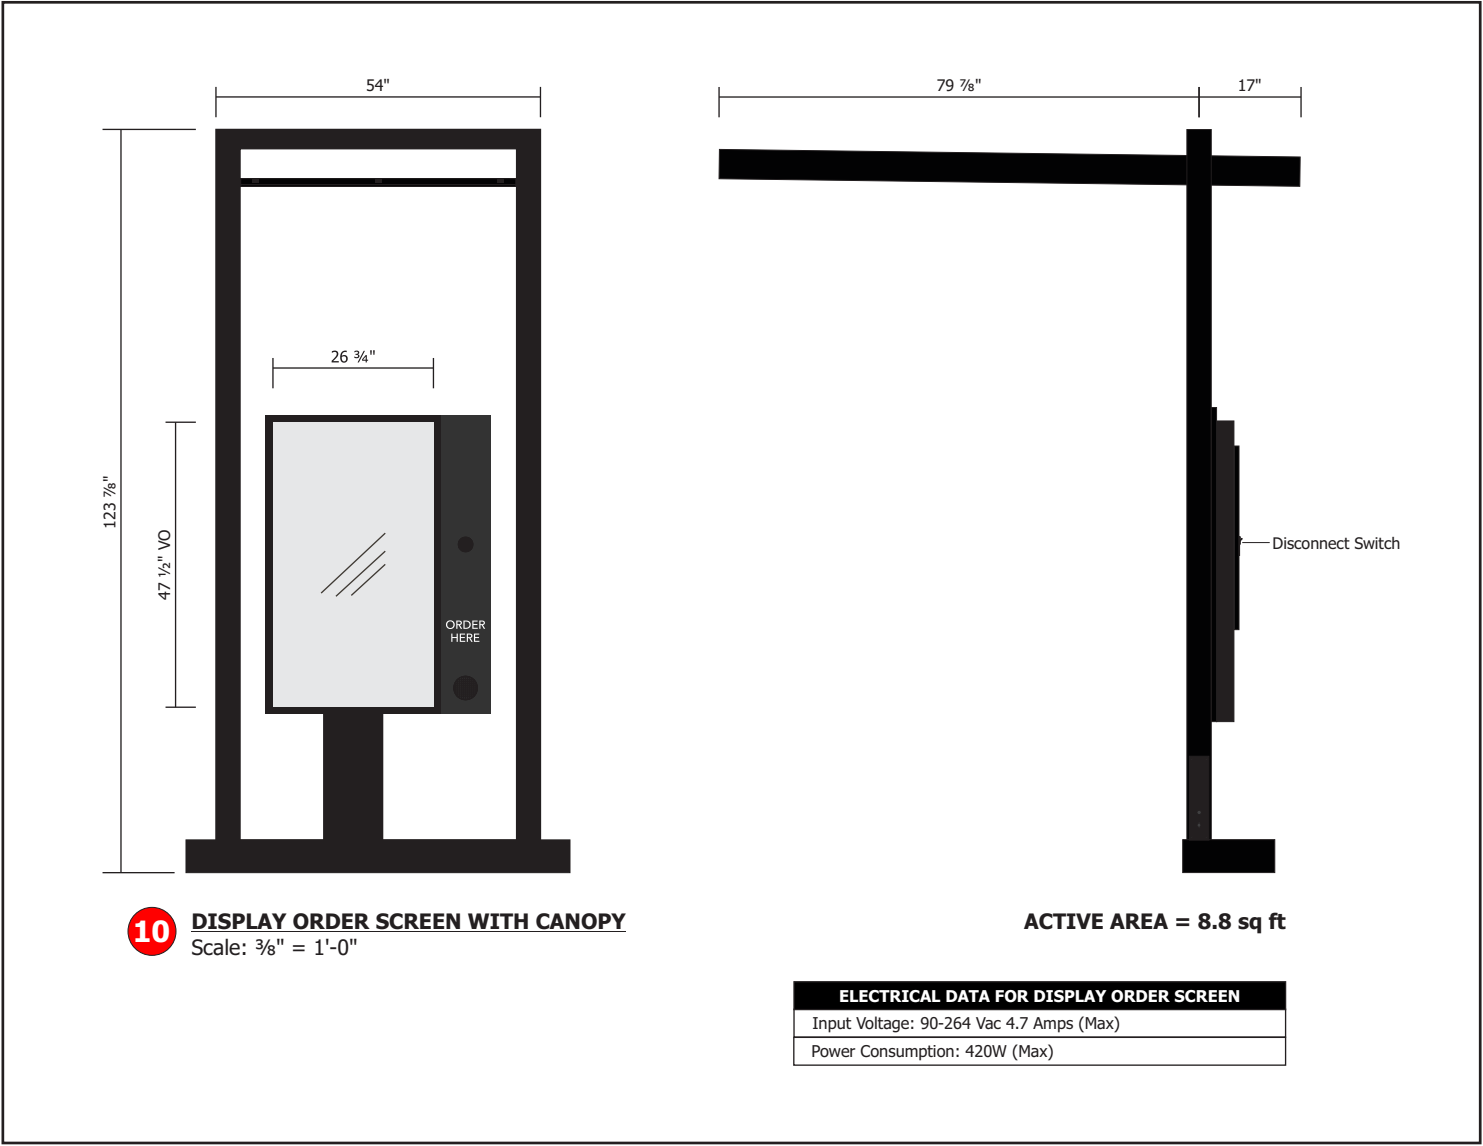 54"
79 ⅞"
17"
26 ¾"
123 ⅞"
47 ½" VO
Disconnect Switch
ORDER
HERE
10
DISPLAY ORDER SCREEN WITH CANOPY
Scale: ⅜" = 1'-0"
ACTIVE AREA = 8.8 sq ft
ELECTRICAL DATA FOR DISPLAY ORDER SCREEN
Input Voltage: 90-264 Vac 4.7 Amps (Max)
Power Consumption: 420W (Max)